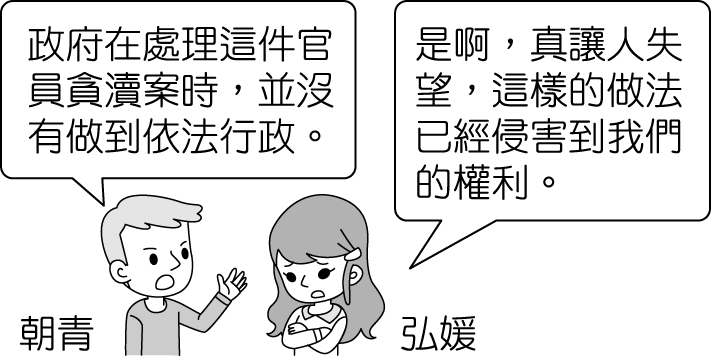 政府在處理這件官
員貪瀆案時，並沒
有做到依法行政。
是啊，真讓人失
望，這樣的做法
已經侵害到我們
的權利。
朝青
弘媛